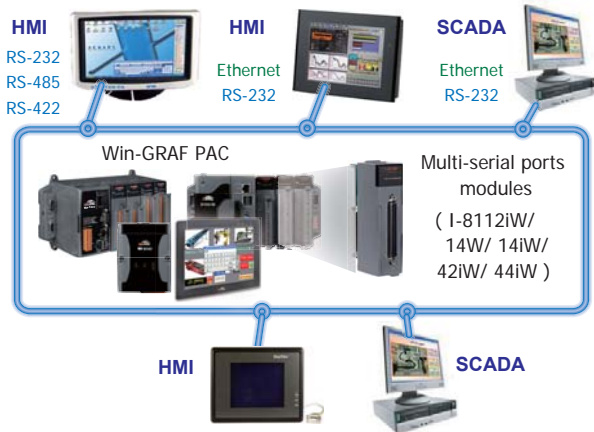 HMI
RS-232
RS-485
RS-422
HMI
Ethernet
RS-232
SCADA
Ethernet
RS-232
Win-GRAF PAC
Multi-serial ports
modules
( I-8112iW/
14W/ 14iW/
42iW/ 44iW )
HMI
SCADA